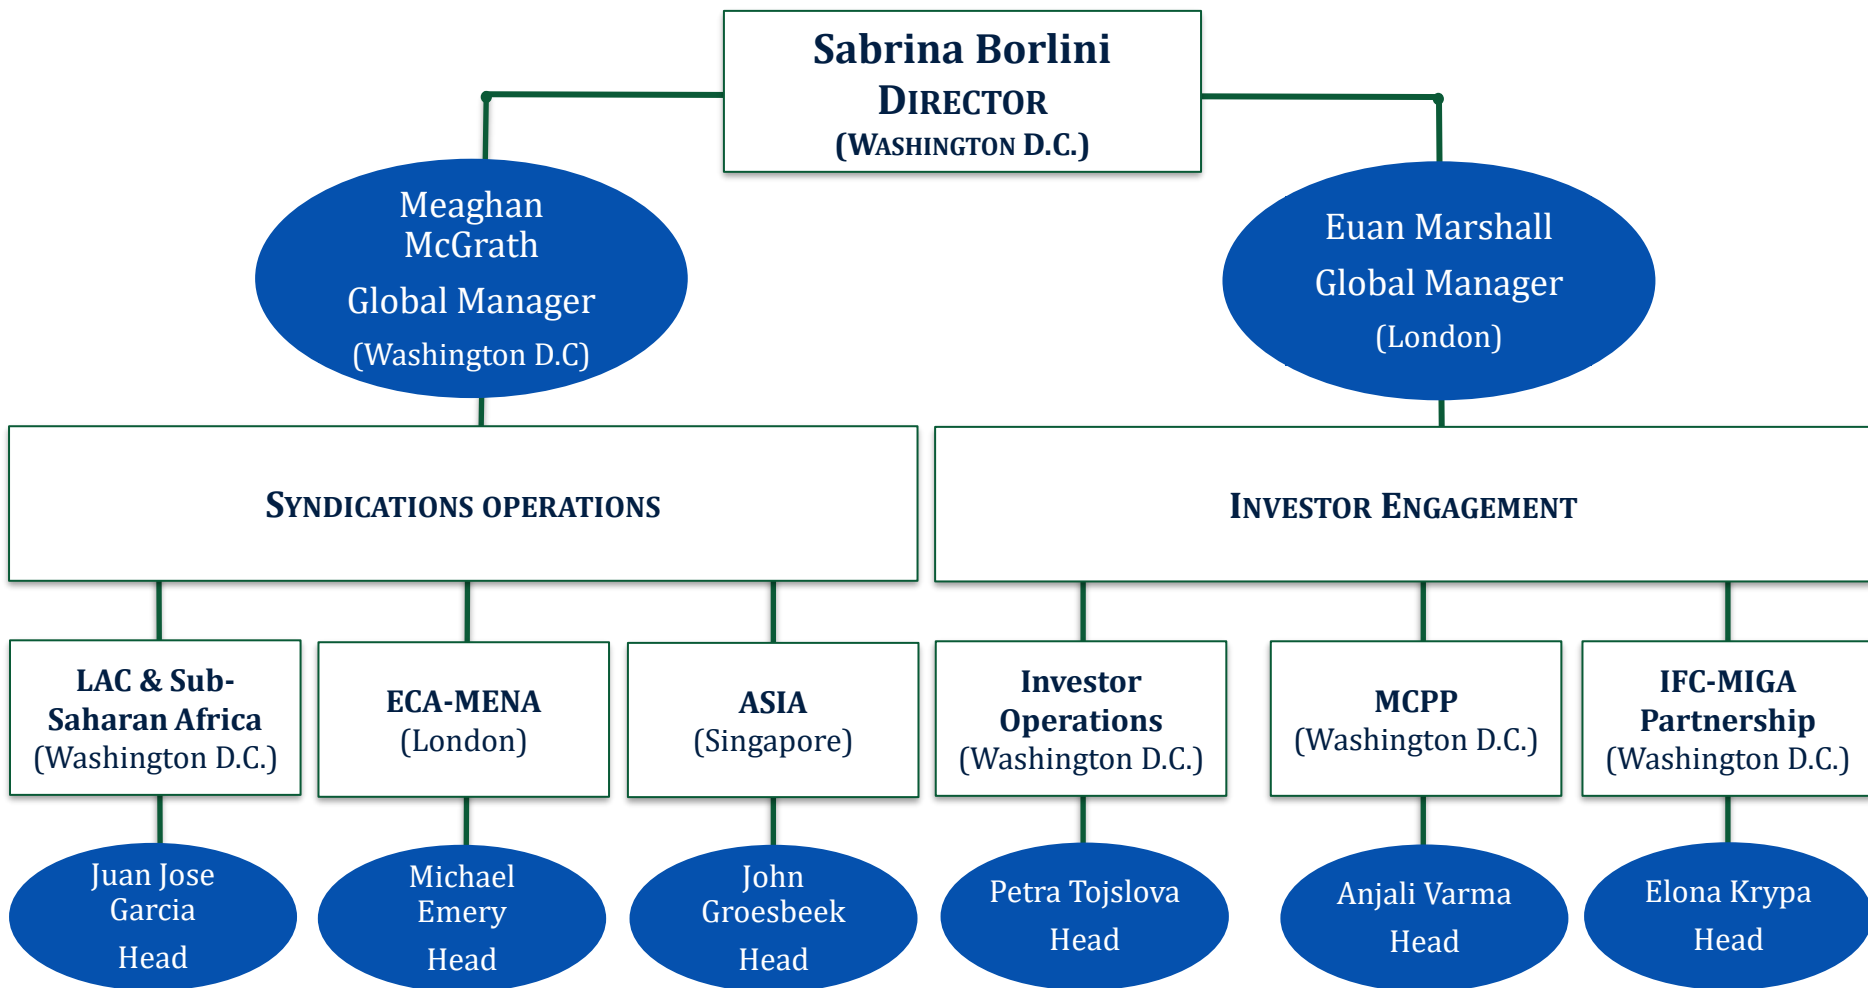 Sabrina Borlini
DIRECTOR
(WASHINGTON D.C.)
Meaghan
McGrath
Global Manager
(Washington D.C)
Euan Marshall
Global Manager
(London)
SYNDICATIONS OPERATIONS
INVESTOR ENGAGEMENT
LAC & Sub-
Saharan Africa
(Washington D.C.)
ECA-MENA
(London)
ASIA
(Singapore)
Investor
Operations
(Washington D.C.)
MCPP
(Washington D.C.)
IFC-MIGA
Partnership
(Washington D.C.)
Juan Jose
Garcia
Head
Michael
Emery
Head
John
Groesbeek
Head
Petra Tojslova
Head
Anjali Varma
Head
Elona Krypa
Head